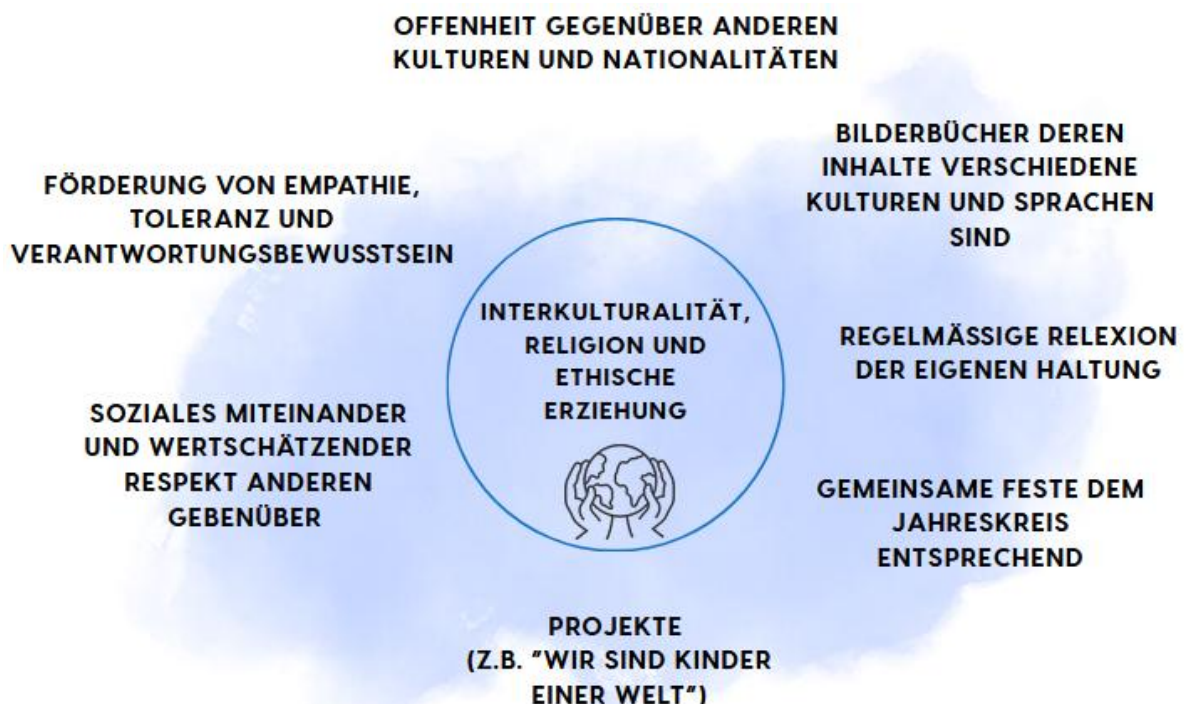 OFFENHEIT GEGENÜBER ANDEREN
KULTUREN UND NATIONALITÄTEN
BILDERBÜCHER DEREN
INHALTE VERSCHIEDENE
KULTUREN UND SPRACHEN
SIND
FÖRDERUNG VON EMPATHIE,
TOLERANZ UND
VERANTWORTUNGSBEWUSSTSEIN
INTERKULTURALITÄT,
RELIGION UND
ETHISCHE
ERZIEHUNG
REGELMÄSSIGE RELEXION
DER EIGENEN HALTUNG
SOZIALES MITEINANDER
UND WERTSCHÄTZENDER
RESPEKT ANDEREN
GEBENÜBER
GEMEINSAME FESTE DEM
JAHRESKREIS
ENTSPRECHEND
PROJEKTE
(Z.B. "WIR SIND KINDER
EINER WELT")